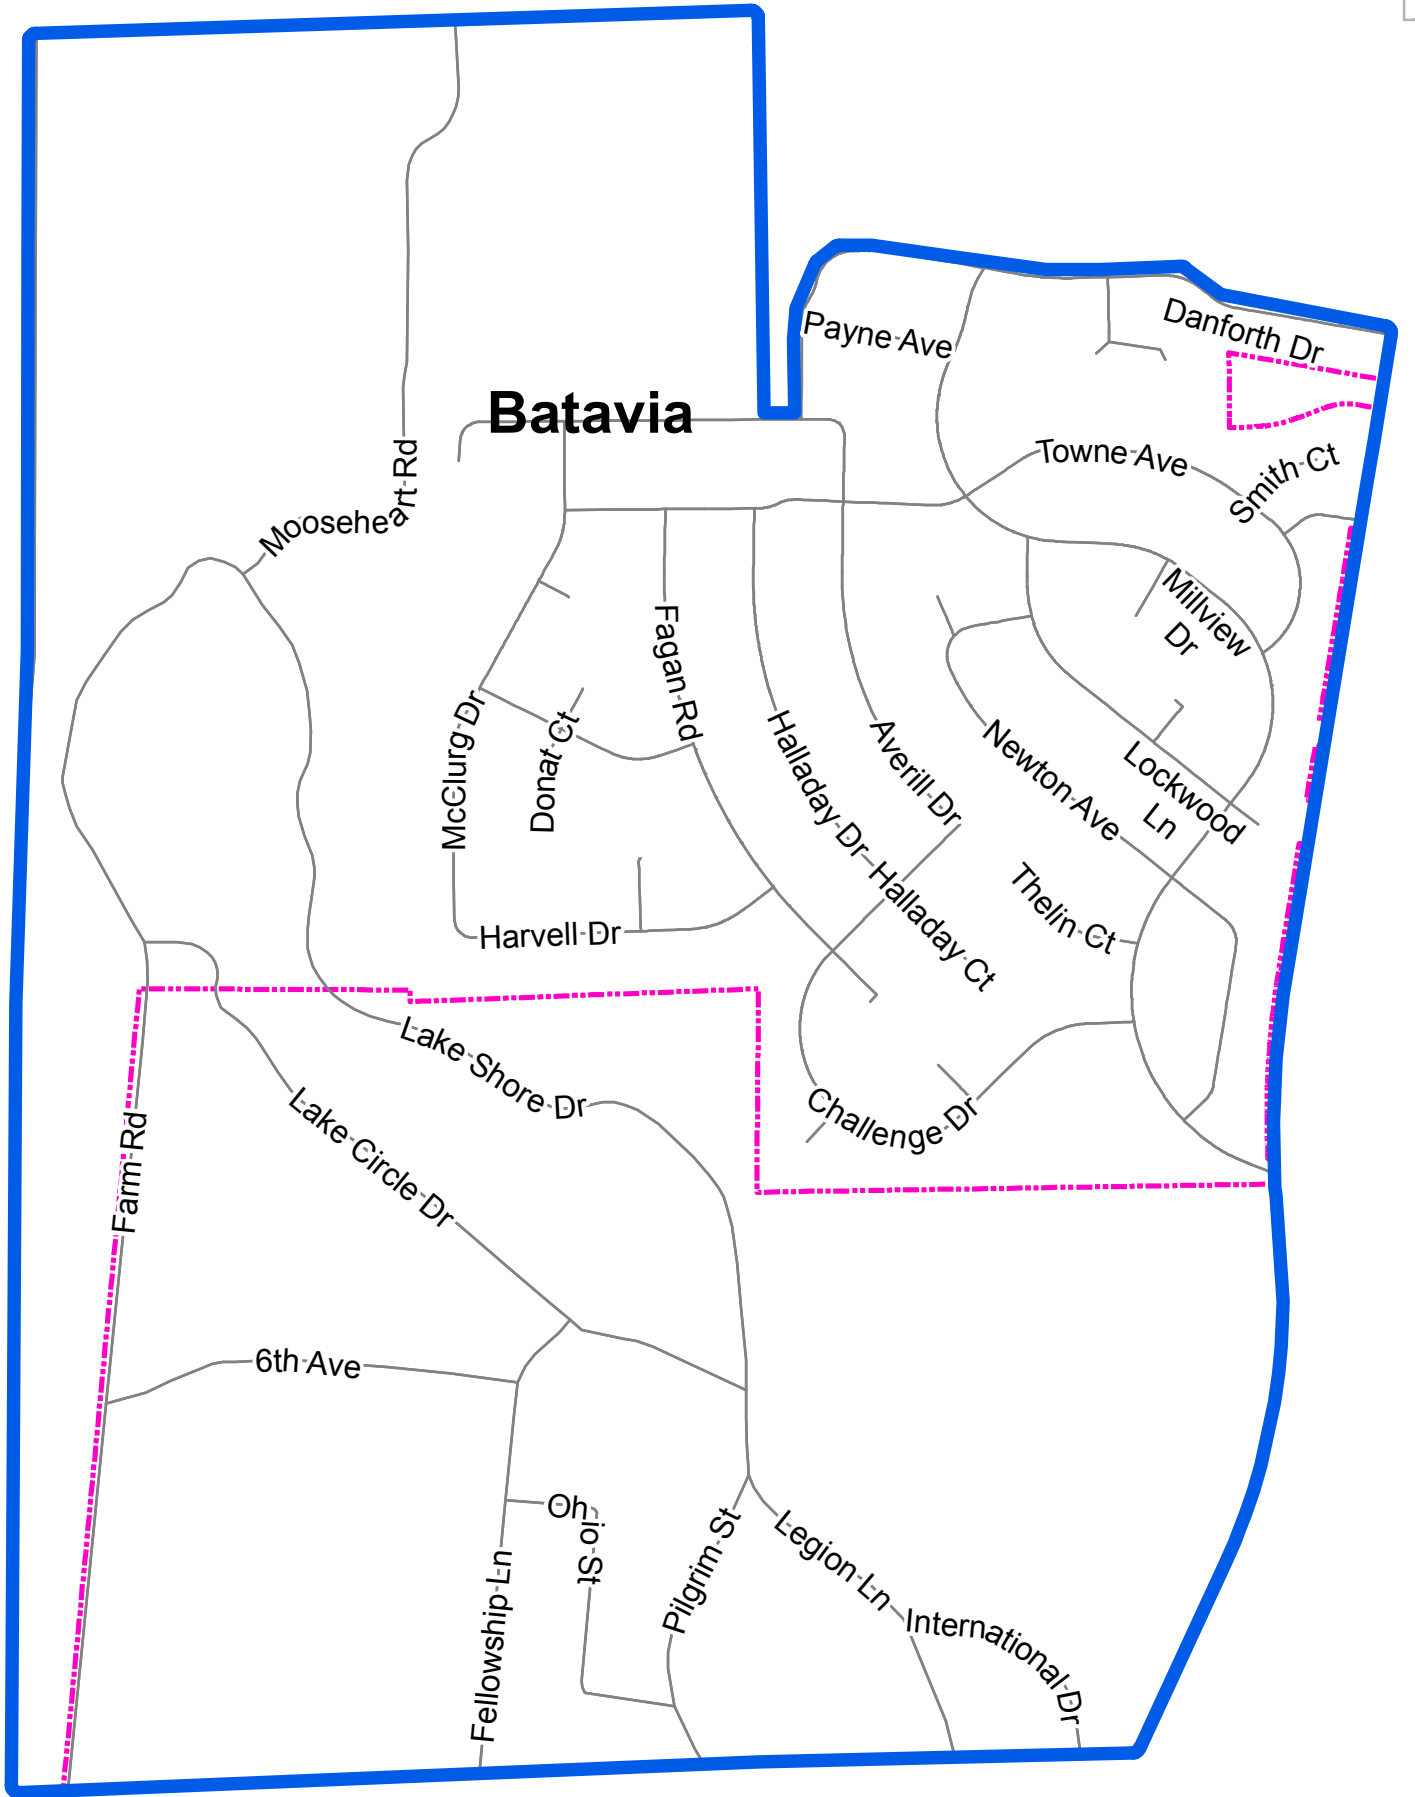 Danforth Dr
Payne Ave
Batavia
Towne Ave
Smith Ct
Mooseheart Rd
Millview
Dr
Fagan Rd
McClurg Dr
Donat Ct
Halladay Dr
Averill Dr
Newton Ave
Lockwood
Ln
Halladay Ct
Thelin Ct
Harvell Dr
Lake Shore Dr
Challenge Dr
Lake Circle Dr
Farm Rd
6th Ave
Ohio St
Pilgrim St
Legion Ln
Fellowship Ln
International Dr